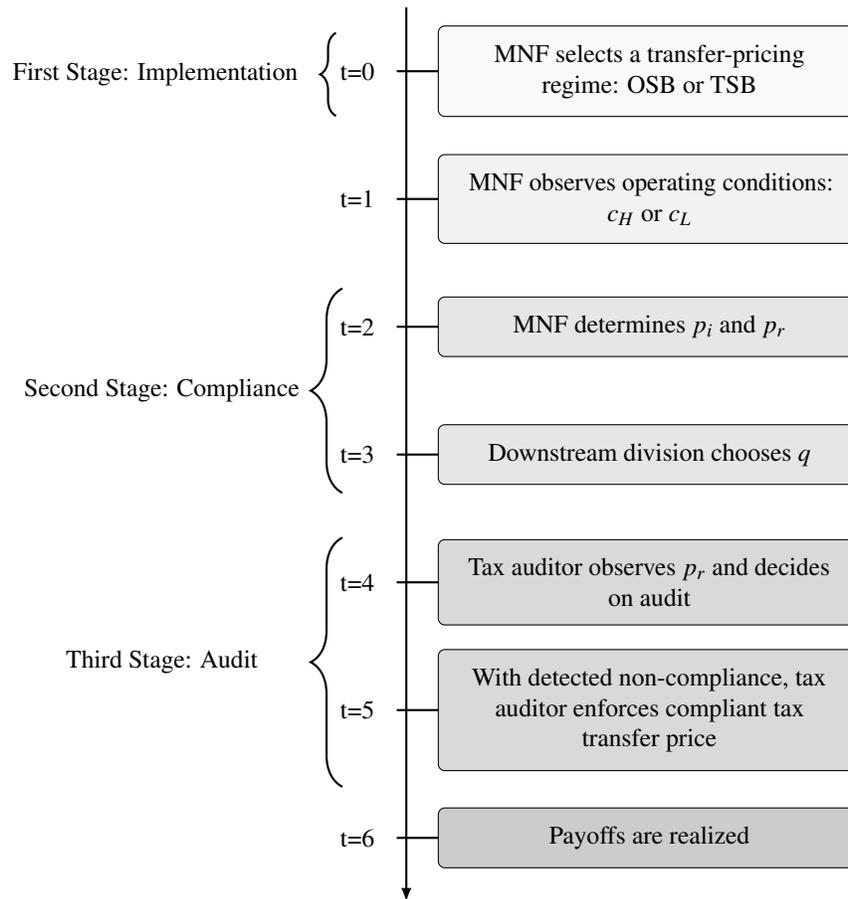 First Stage: Implementation
t=0
MNF selects a transfer-pricing
regime: OSB or TSB
t=1
MNF observes operating conditions:
c_H or c_L
Second Stage: Compliance
t=2
MNF determines p_i and p_r
t=3
Downstream division chooses q
Third Stage: Audit
t=4
Tax auditor observes p_r and decides
on audit
t=5
With detected non-compliance, tax
auditor enforces compliant tax
transfer price
t=6
Payoffs are realized